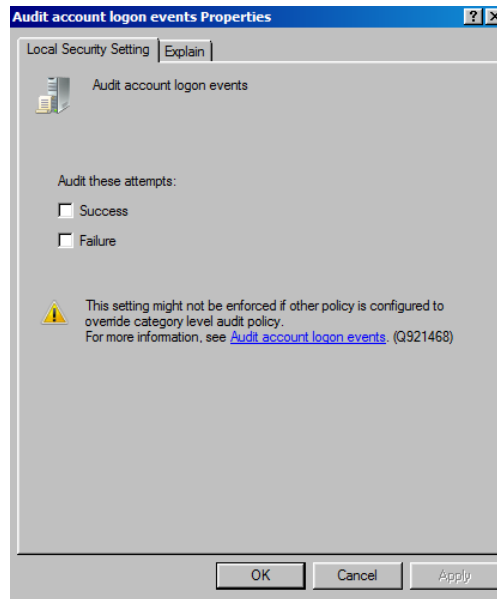 Audit account logon events Properties
Local Security Setting
Explain
Audit account logon events
Audit these attempts:
Success
Failure
This setting might not be enforced if other policy is configured to
override category level audit policy.
For more information, see Audit account logon events. (Q921468)
OK
Cancel
Apply